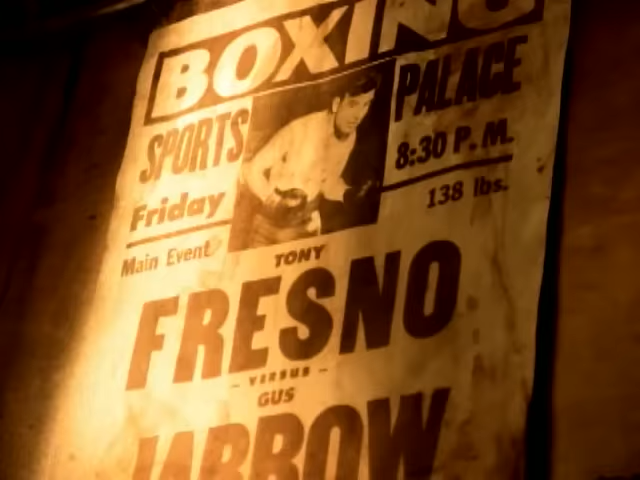 BOXING
SPORTS PALACE
Friday 8:30 P.M.
138 lbs.
Main Event
TONY
FRESNO
- VERSUS -
GUS
JARROW